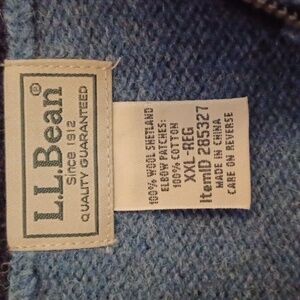 L.L.Bean®
Since 1912
QUALITY GUARANTEED
100% WOOL SHETLAND
ELBOW PATCHES:
100% COTTON
XXL-REG
ItemID 285327
MADE IN CHINA
CARE ON REVERSE